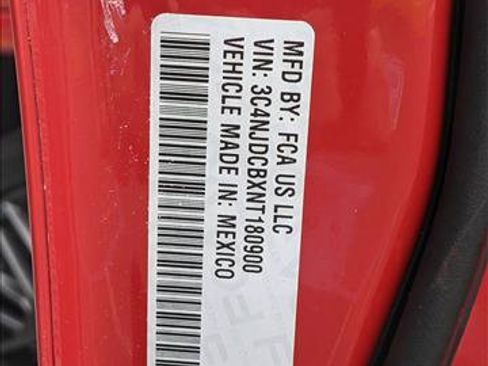 MFD BY: FCA US LLC
VIN: 3C4NJDCBXNT180900
VEHICLE MADE IN: MEXICO